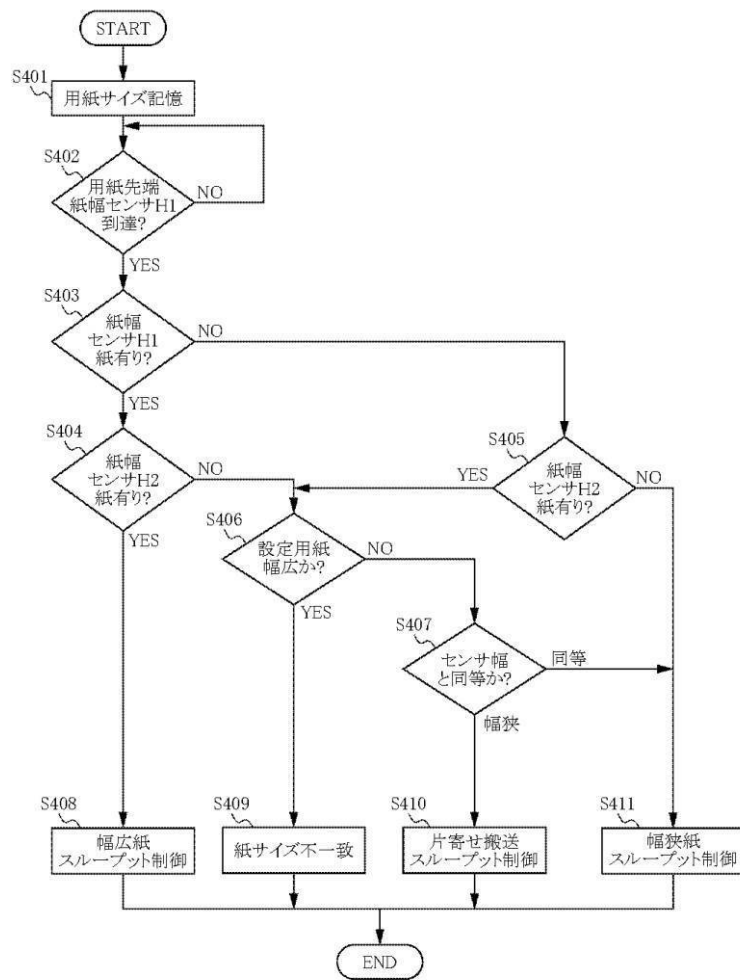 START
S401
用紙サイズ記憶
S402
用紙先端
紙幅センサH1
到達?
NO
YES
S403
紙幅
センサH1
紙有り?
NO
YES
S404
紙幅
センサH2
紙有り?
NO
YES
S405
紙幅
センサH2
紙有り?
YES
NO
S406
設定用紙
幅広か?
NO
YES
S407
センサ幅
と同等か?
同等
幅狭
S408
幅広紙
スループット制御
S409
紙サイズ不一致
S410
片寄せ搬送
スループット制御
S411
幅狭紙
スループット制御
END